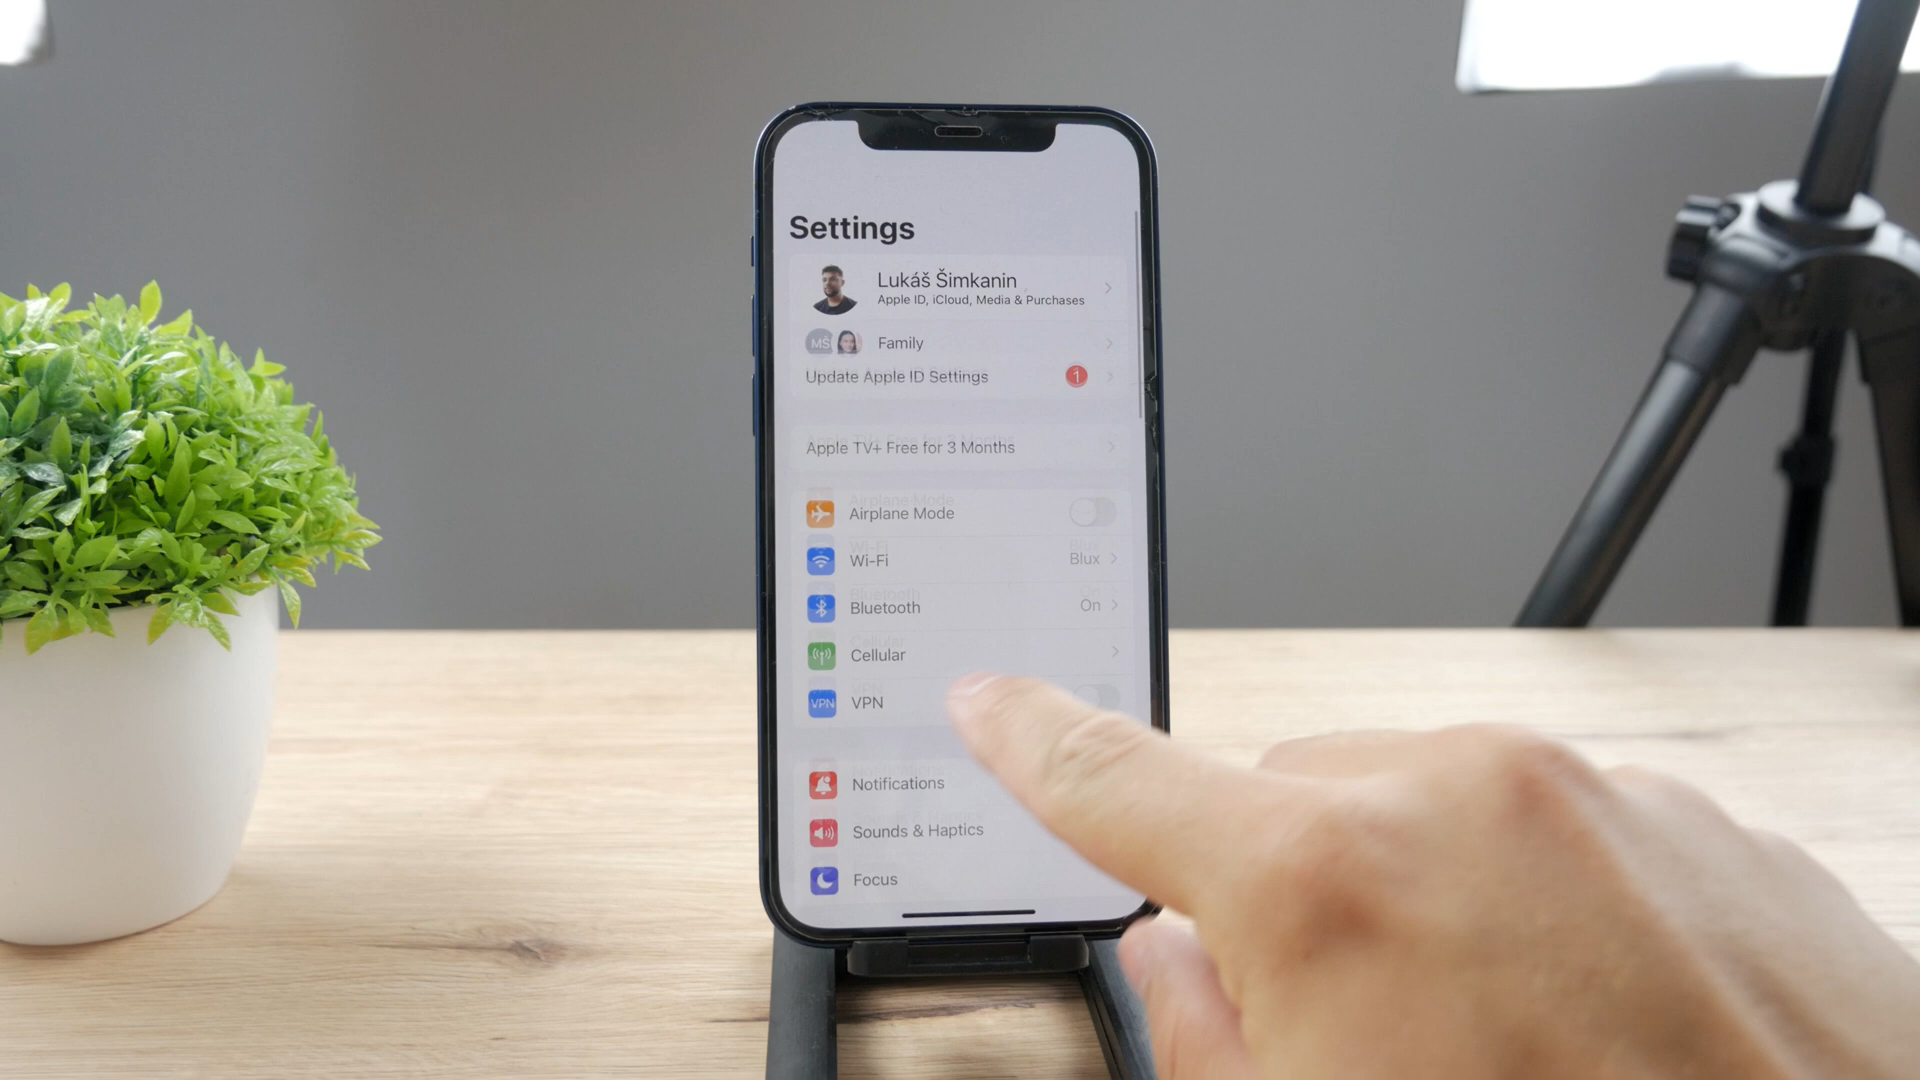 Settings
Lukáš Šimkanin
Apple ID, iCloud, Media & Purchases
MŠ
Family
Update Apple ID Settings
1
Apple TV+ Free for 3 Months
Airplane Mode
Wi-Fi
Blux
Bluetooth
On
Cellular
VPN
VPN
Notifications
Sounds & Haptics
Focus